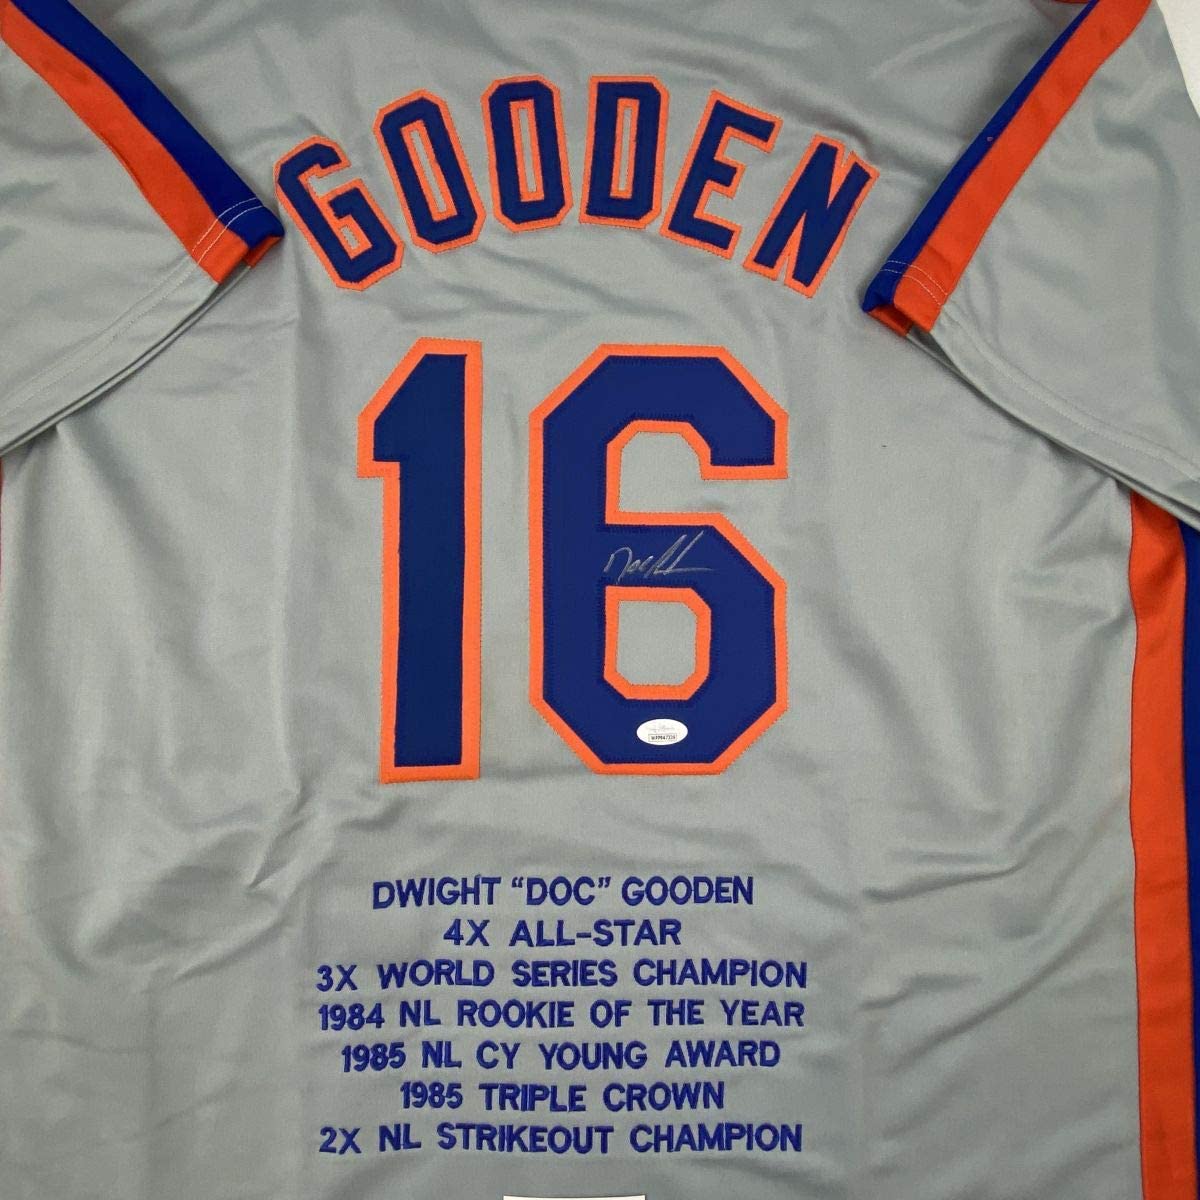 GOODEN
16
DWIGHT “DOC” GOODEN
4X ALL-STAR
3X WORLD SERIES CHAMPION
1984 NL ROOKIE OF THE YEAR
1985 NL CY YOUNG AWARD
1985 TRIPLE CROWN
2X NL STRIKEOUT CHAMPION